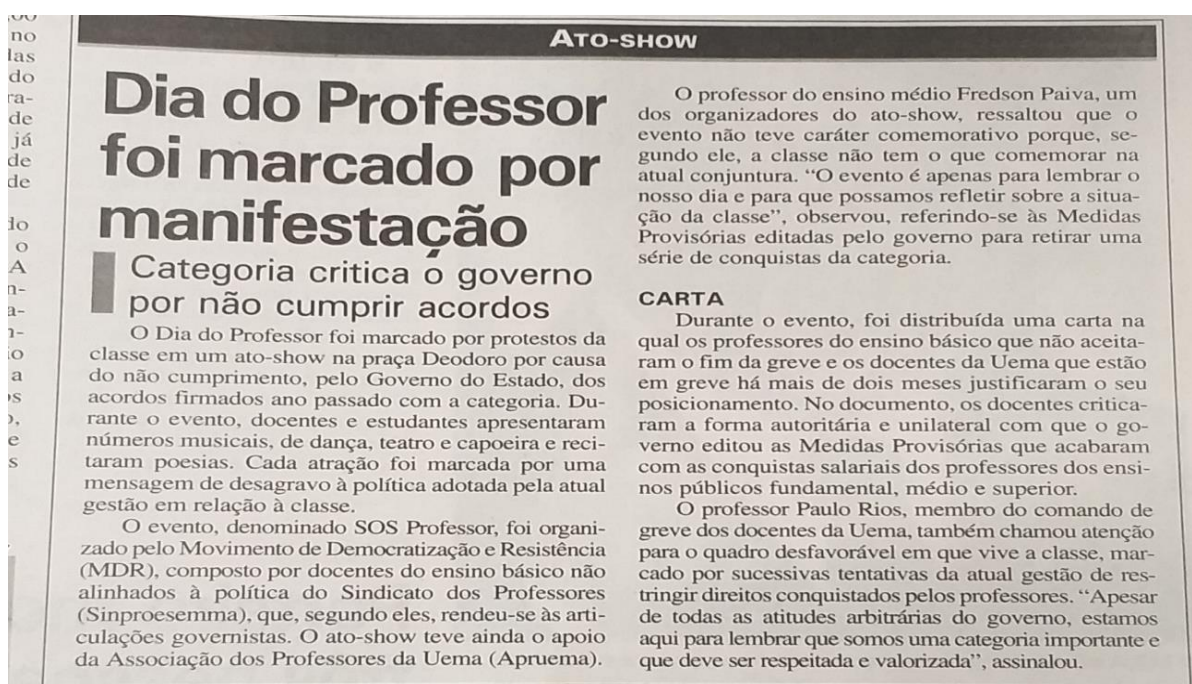 no
las
do
ra-
de
já
de
de
do
o
A
n-
a-
n-
o
a
os
o,
e
s
ATO-SHOW
Dia do Professor
foi marcado por
manifestação
Categoria critica o governo
por não cumprir acordos
O Dia do Professor foi marcado por protestos da
classe em um ato-show na praça Deodoro por causa
do não cumprimento, pelo Governo do Estado, dos
acordos firmados ano passado com a categoria. Du-
rante o evento, docentes e estudantes apresentaram
números musicais, de dança, teatro e capoeira e reci-
taram poesias. Cada atração foi marcada por uma
mensagem de desagravo à política adotada pela atual
gestão em relação à classe.
O evento, denominado SOS Professor, foi organi-
zado pelo Movimento de Democratização e Resistência
(MDR), composto por docentes do ensino básico não
alinhados à política do Sindicato dos Professores
(Sinproesemma), que, segundo eles, rendeu-se às arti-
culações governistas. O ato-show teve ainda o apoio
da Associação dos Professores da Uema (Apruema).
O professor do ensino médio Fredson Paiva, um
dos organizadores do ato-show, ressaltou que o
evento não teve caráter comemorativo porque, se-
gundo ele, a classe não tem o que comemorar na
atual conjuntura. “O evento é apenas para lembrar o
nosso dia e para que possamos refletir sobre a situa-
ção da classe”, observou, referindo-se às Medidas
Provisórias editadas pelo governo para retirar uma
série de conquistas da categoria.
CARTA
Durante o evento, foi distribuída uma carta na
qual os professores do ensino básico que não aceita-
ram o fim da greve e os docentes da Uema que estão
em greve há mais de dois meses justificaram o seu
posicionamento. No documento, os docentes critica-
ram a forma autoritária e unilateral com que o go-
verno editou as Medidas Provisórias que acabaram
com as conquistas salariais dos professores dos ensi-
nos públicos fundamental, médio e superior.
O professor Paulo Rios, membro do comando de
greve dos docentes da Uema, também chamou atenção
para o quadro desfavorável em que vive a classe, mar-
cado por sucessivas tentativas da atual gestão de res-
tringir direitos conquistados pelos professores. “Apesar
de todas as atitudes arbitrárias do governo, estamos
aqui para lembrar que somos uma categoria importante e
que deve ser respeitada e valorizada”, assinalou.